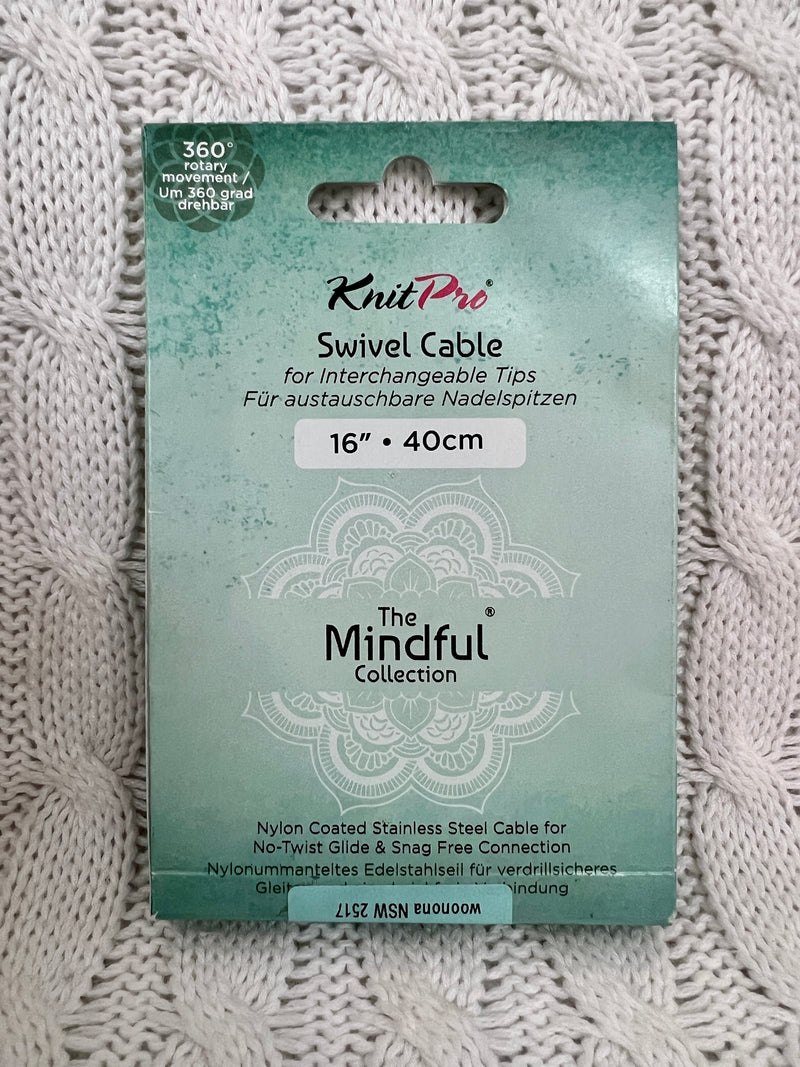 360°
rotary
movement /
Um 360 grad
drehbar
KnitPro®
Swivel Cable
for Interchangeable Tips
Für austauschbare Nadelspitzen
16" • 40cm
The
Mindful®
Collection
Nylon Coated Stainless Steel Cable for
No-Twist Glide & Snag Free Connection
Nylonummanteltes Edelstahlseil für verdrillsicheres
woonona NSW 2517